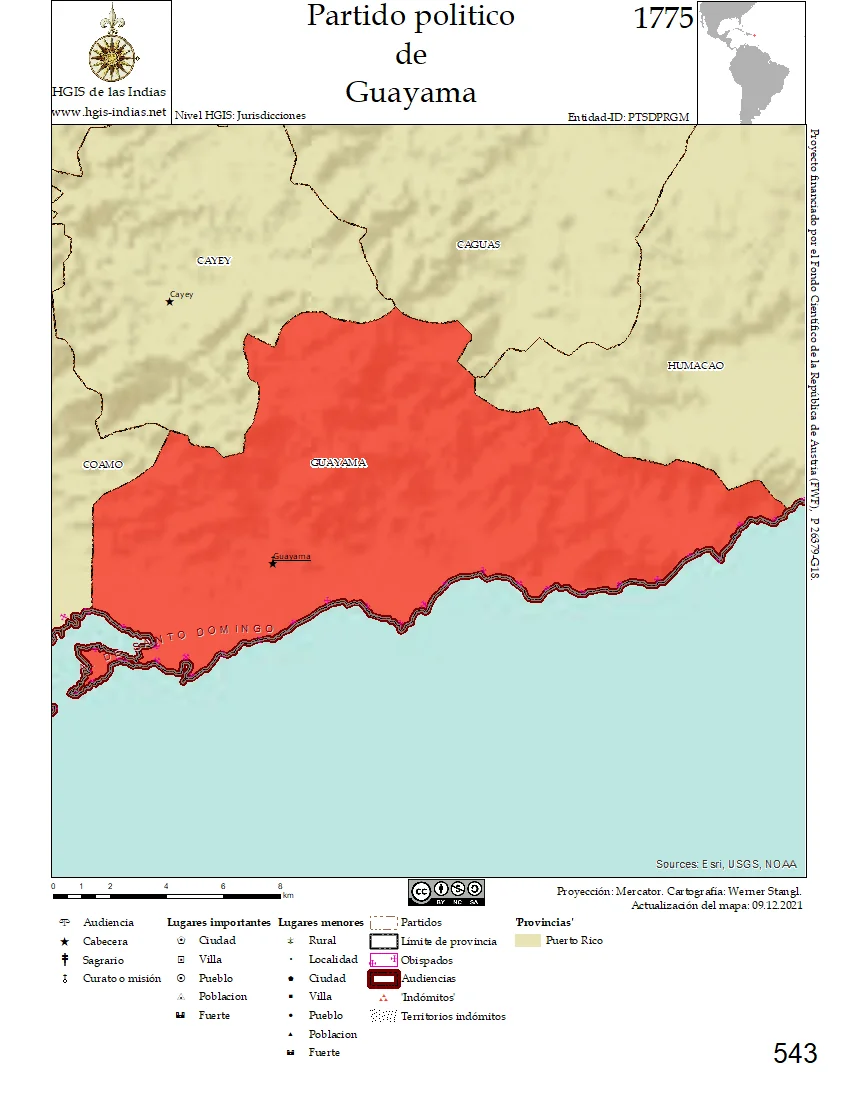 Partido politico
de
Guayama
1775
HGIS de las Indias
www.hgis-indias.net
Nivel HGIS: Jurisdicciones
Entidad-ID: PTSDPRGM
Proyecto financiado por el Fondo Científico de la República de Austria (FWF), P 26379-G18.
CAGUAS
CAYEY
Cayey
HUMACAO
COAMO
GUAYAMA
Guayama
SANTO DOMINGO
Sources: Esri, USGS, NOAA
0 1 2 4 6 8
km
CC BY NC SA
Proyección: Mercator. Cartografía: Werner Stangl.
Actualización del mapa: 09.12.2021
Audiencia
Cabecera
Sagrario
Curato o misión
Lugares importantes
Ciudad
Villa
Pueblo
Poblacion
Fuerte
Lugares menores
Rural
Localidad
Ciudad
Villa
Pueblo
Poblacion
Fuerte
Partidos
Límite de provincia
Obispados
Audiencias
'Indómitos'
Territorios indómitos
'Provincias'
Puerto Rico
543